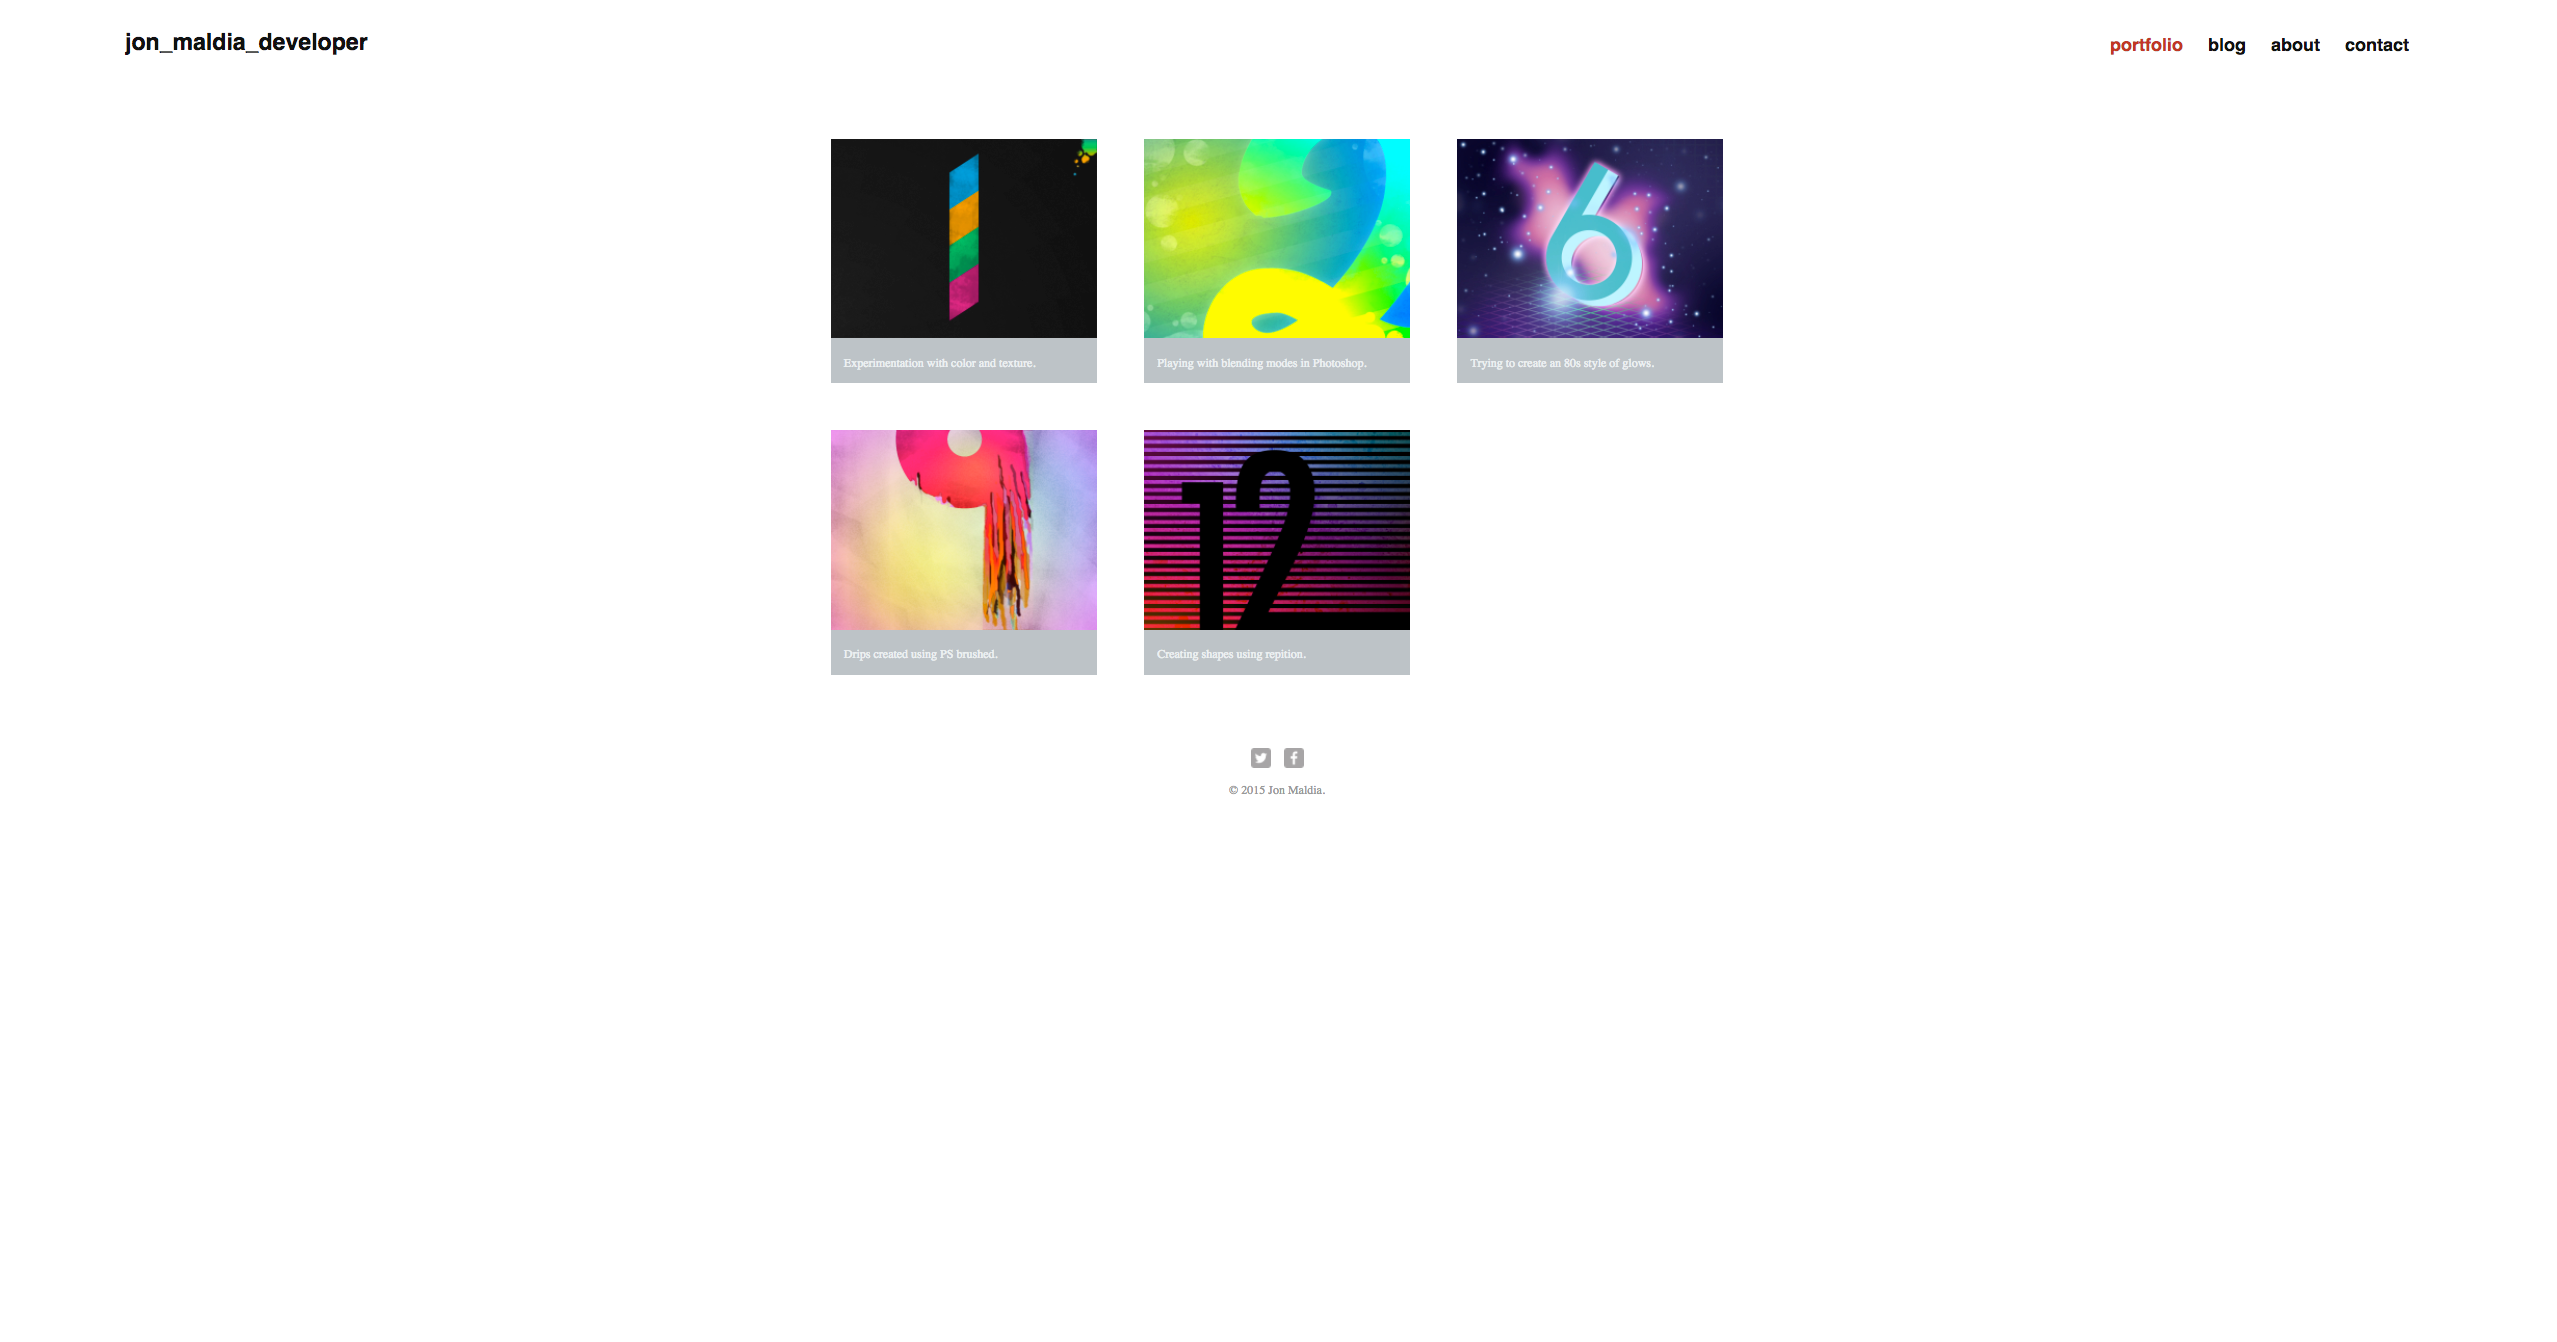 jon_maldia_developer
portfolio blog about contact
1
2
6
Experimentation with color and texture.
Playing with blending modes in Photoshop.
Trying to create an 80s style of glows.
9
12
Drips created using PS brushed.
Creating shapes using repition.
© 2015 Jon Maldia.